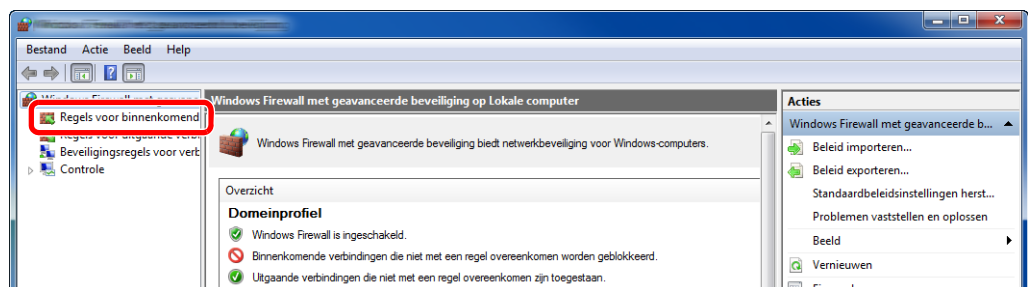 Bestand Actie Beeld Help
Windows Firewall met geavanceerde beveiliging op Lokale computer
Acties
Regels voor binnenkomend
Windows Firewall met geavanceerde b...
Windows Firewall met geavanceerde beveiliging biedt netwerkbeveiliging voor Windows-computers.
Beleid importeren...
Beveiligingsregels voor vert
Controle
Beleid exporteren...
Overzicht
Standaardbeleidsinstellingen herst...
Domeinprofiel
Problemen vaststellen en oplossen
Windows Firewall is ingeschakeld.
Beeld
Binnenkomende verbindingen die niet met een regel overeenkomen worden geblokkeerd.
Vernieuwen
Uitgaande verbindingen die niet met een regel overeenkomen zijn toegestaan.